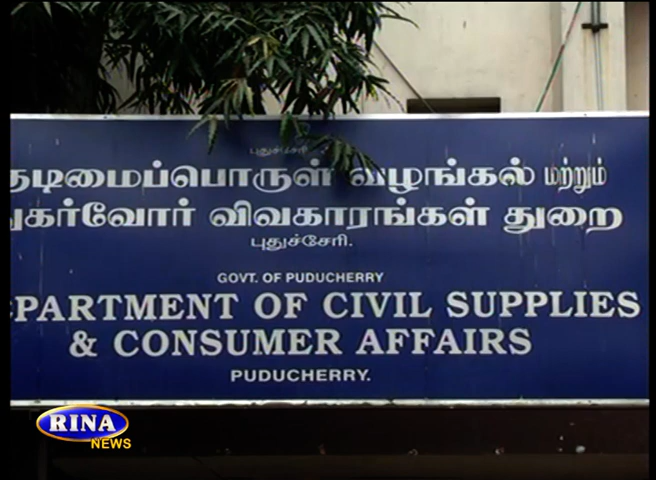 புதுச்சேரி
டிமைப்பொருள் வழங்கல் மற்றும்
நுகர்வோர் விவகாரங்கள் துறை
புதுச்சேரி.
GOVT. OF PUDUCHERRY
DEPARTMENT OF CIVIL SUPPLIES
& CONSUMER AFFAIRS
PUDUCHERRY.
RINA
NEWS